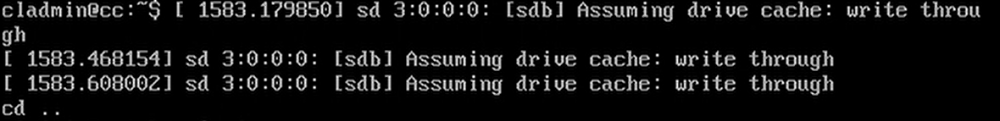 cladmin@cc:~$ [ 1583.179850] sd 3:0:0:0: [sdb] Assuming drive cache: write throu
gh
[ 1583.468154] sd 3:0:0:0: [sdb] Assuming drive cache: write through
[ 1583.608002] sd 3:0:0:0: [sdb] Assuming drive cache: write through
cd ..